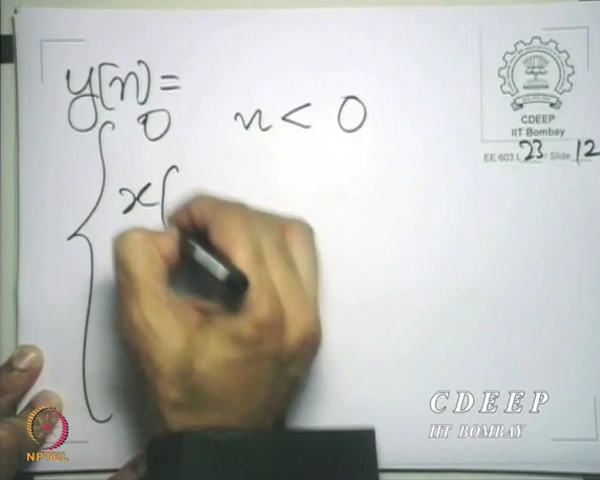 y[n] =
0 n < 0
x[
CDEEP
IIT Bombay
EE 603 L 23 / Slide 12
CDEEP
IIT BOMBAY
NPTEL